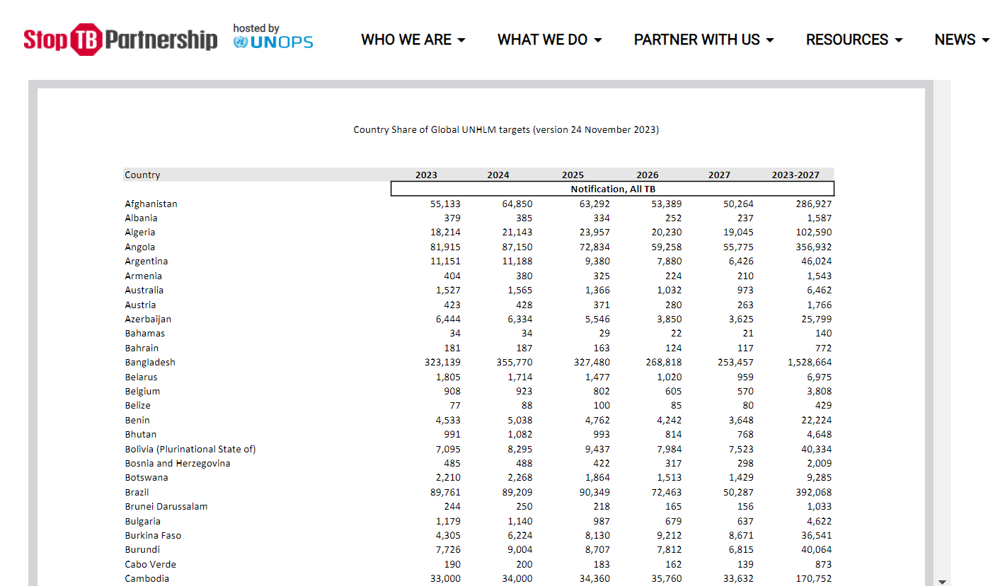 Stop TB Partnership hosted by UNOPS WHO WE ARE WHAT WE DO PARTNER WITH US RESOURCES NEWS
Country Share of Global UNHLM targets (version 24 November 2023)
Country 2023 2024 2025 2026 2027 2023-2027
Notification, All TB
Afghanistan 55,133 64,850 63,292 53,389 50,264 286,927
Albania 379 385 334 252 237 1,587
Algeria 18,214 21,143 23,957 20,230 19,045 102,590
Angola 81,915 87,150 72,834 59,258 55,775 356,932
Argentina 11,151 11,188 9,380 7,880 6,426 46,024
Armenia 404 380 325 224 210 1,543
Australia 1,527 1,565 1,366 1,032 973 6,462
Austria 423 428 371 280 263 1,766
Azerbaijan 6,444 6,334 5,546 3,850 3,625 25,799
Bahamas 34 34 29 22 21 140
Bahrain 181 187 163 124 117 772
Bangladesh 323,139 355,770 327,480 268,818 253,457 1,528,664
Belarus 1,805 1,714 1,477 1,020 959 6,975
Belgium 908 923 802 605 570 3,808
Belize 77 88 100 85 80 429
Benin 4,533 5,038 4,762 4,242 3,648 22,224
Bhutan 991 1,082 993 814 768 4,648
Bolivia (Plurinational State of) 7,095 8,295 9,437 7,984 7,523 40,334
Bosnia and Herzegovina 485 488 422 317 298 2,009
Botswana 2,210 2,268 1,864 1,513 1,429 9,285
Brazil 89,761 89,209 90,349 72,463 50,287 392,068
Brunei Darussalam 244 250 218 165 156 1,033
Bulgaria 1,179 1,140 987 679 637 4,622
Burkina Faso 4,305 6,224 8,130 9,212 8,671 36,541
Burundi 7,726 9,004 8,707 7,812 6,815 40,064
Cabo Verde 190 200 183 162 139 873
Cambodia 33,000 34,000 34,360 35,760 33,632 170,752